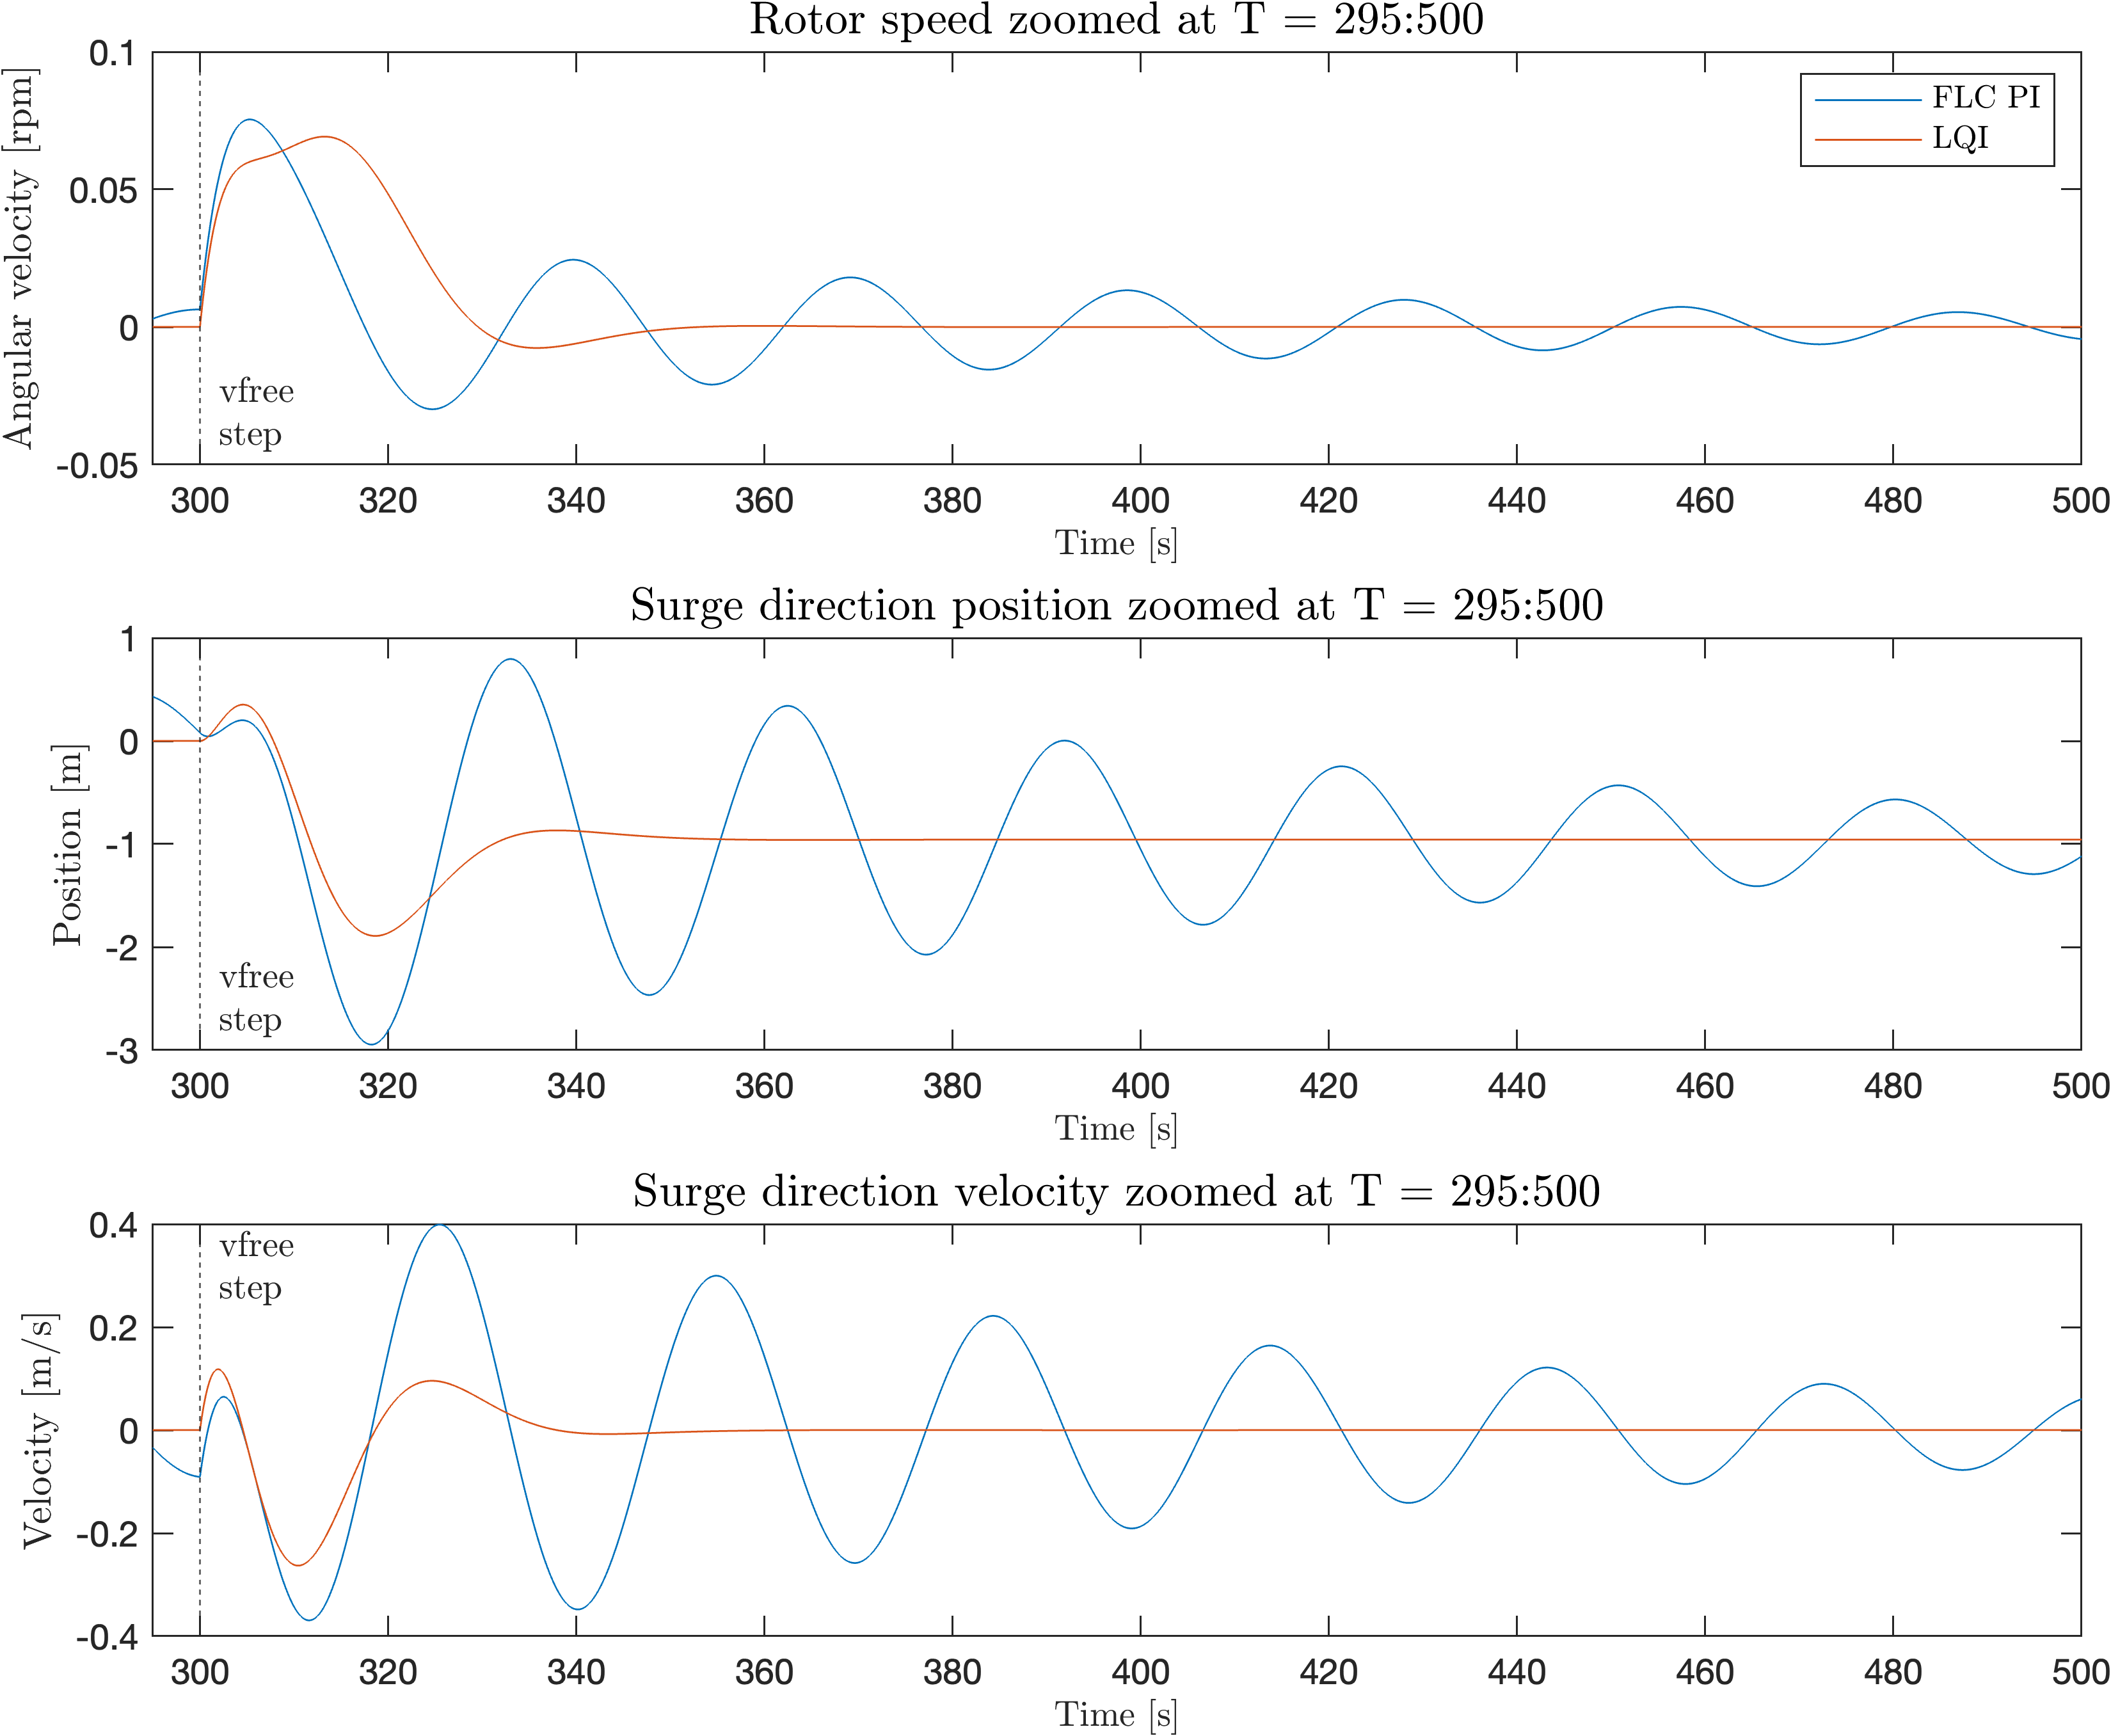 Rotor speed zoomed at T = 295:500
Angular velocity [rpm]
0.1
0.05
0
-0.05
FLC PI
LQI
vfree
step
300 320 340 360 380 400 420 440 460 480 500
Time [s]
Surge direction position zoomed at T = 295:500
Position [m]
1
0
-1
-2
-3
vfree
step
300 320 340 360 380 400 420 440 460 480 500
Time [s]
Surge direction velocity zoomed at T = 295:500
Velocity [m/s]
0.4
0.2
0
-0.2
-0.4
vfree
step
300 320 340 360 380 400 420 440 460 480 500
Time [s]